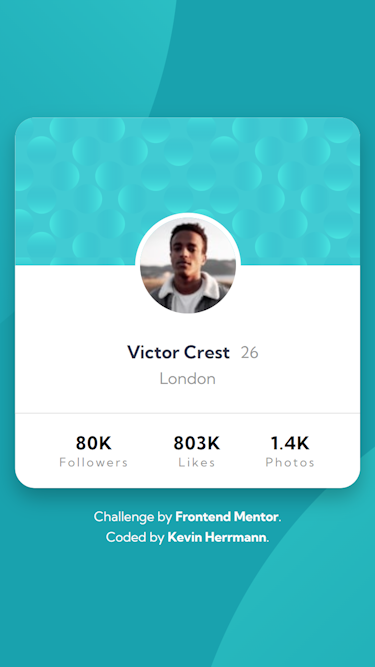 Victor Crest 26
London
80K 803K 1.4K
Followers Likes Photos
Challenge by Frontend Mentor.
Coded by Kevin Herrmann.